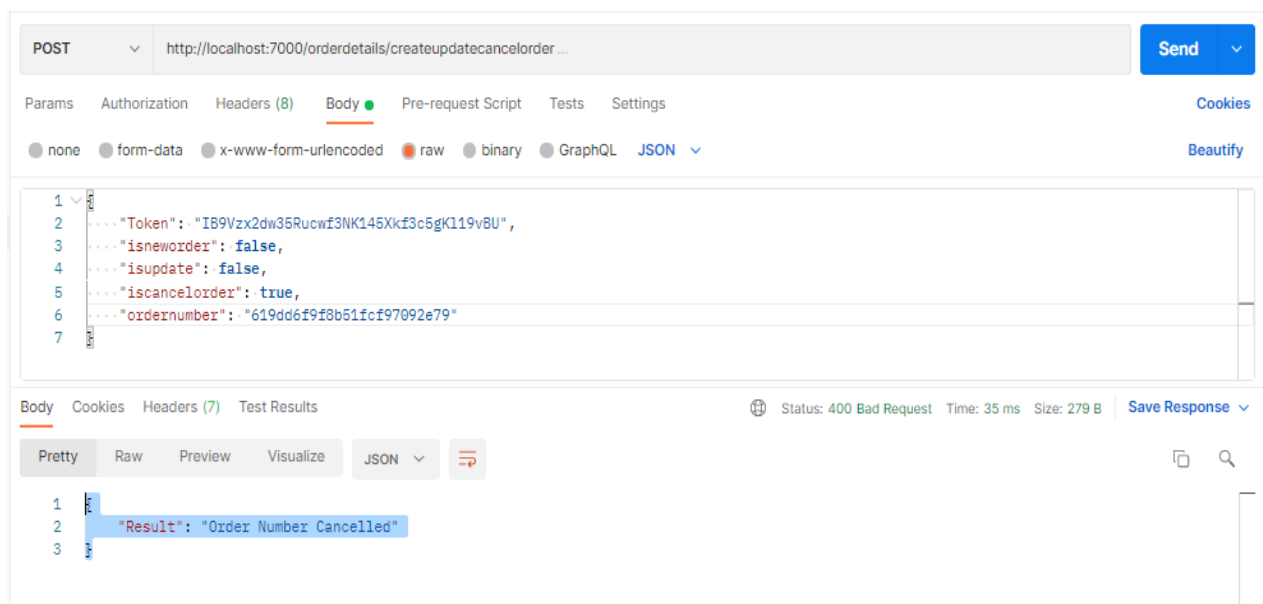 POST http://localhost:7000/orderdetails/createupdatecancelorder ... Send
Params Authorization Headers (8) Body Pre-request Script Tests Settings Cookies
none form-data x-www-form-urlencoded raw binary GraphQL JSON Beautify
1 {
2 "Token": "IB9Vzx2dw35Rucwf3NK145Xkf3c5gKl19vBU",
3 "isneworder": false,
4 "isupdate": false,
5 "iscancelorder": true,
6 "ordernumber": "619dd6f9f8b51fcf97092e79"
7 }
Body Cookies Headers (7) Test Results Status: 400 Bad Request Time: 35 ms Size: 279 B Save Response
Pretty Raw Preview Visualize JSON
1 {
2 "Result": "Order Number Cancelled"
3 }